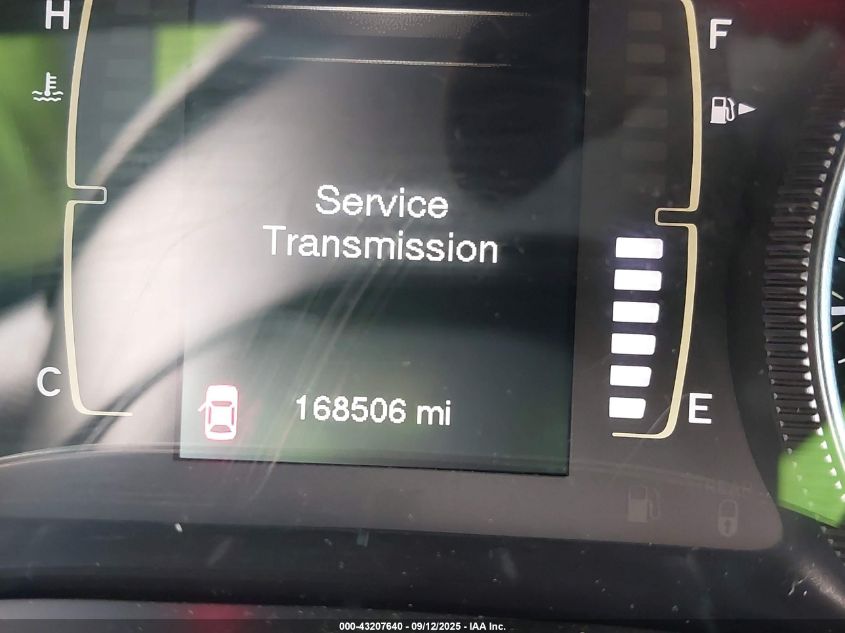 H
F
Service
Transmission
C
168506 mi
E
000-43207640 - 09/12/2025 - IAA Inc.